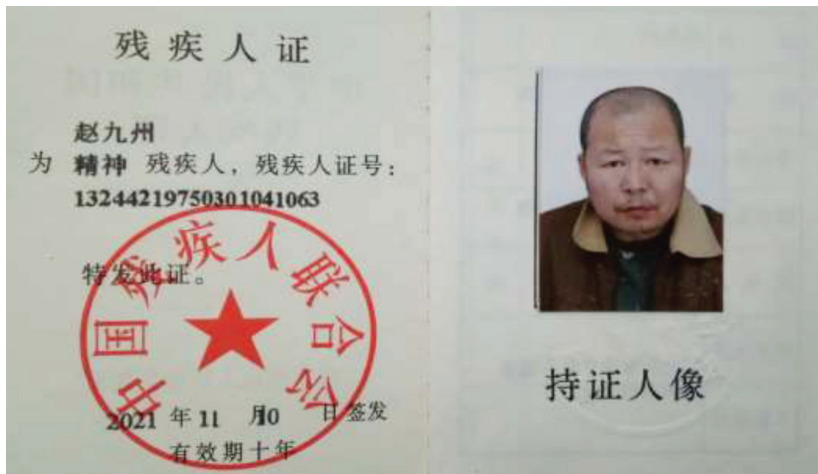 残疾人证
赵九州
为 精神 残疾人，残疾人证号：
13244219750301041063
特发此证。
中国残疾人联合会
2021 年 11 月 10 日签发
有效期十年
持证人像